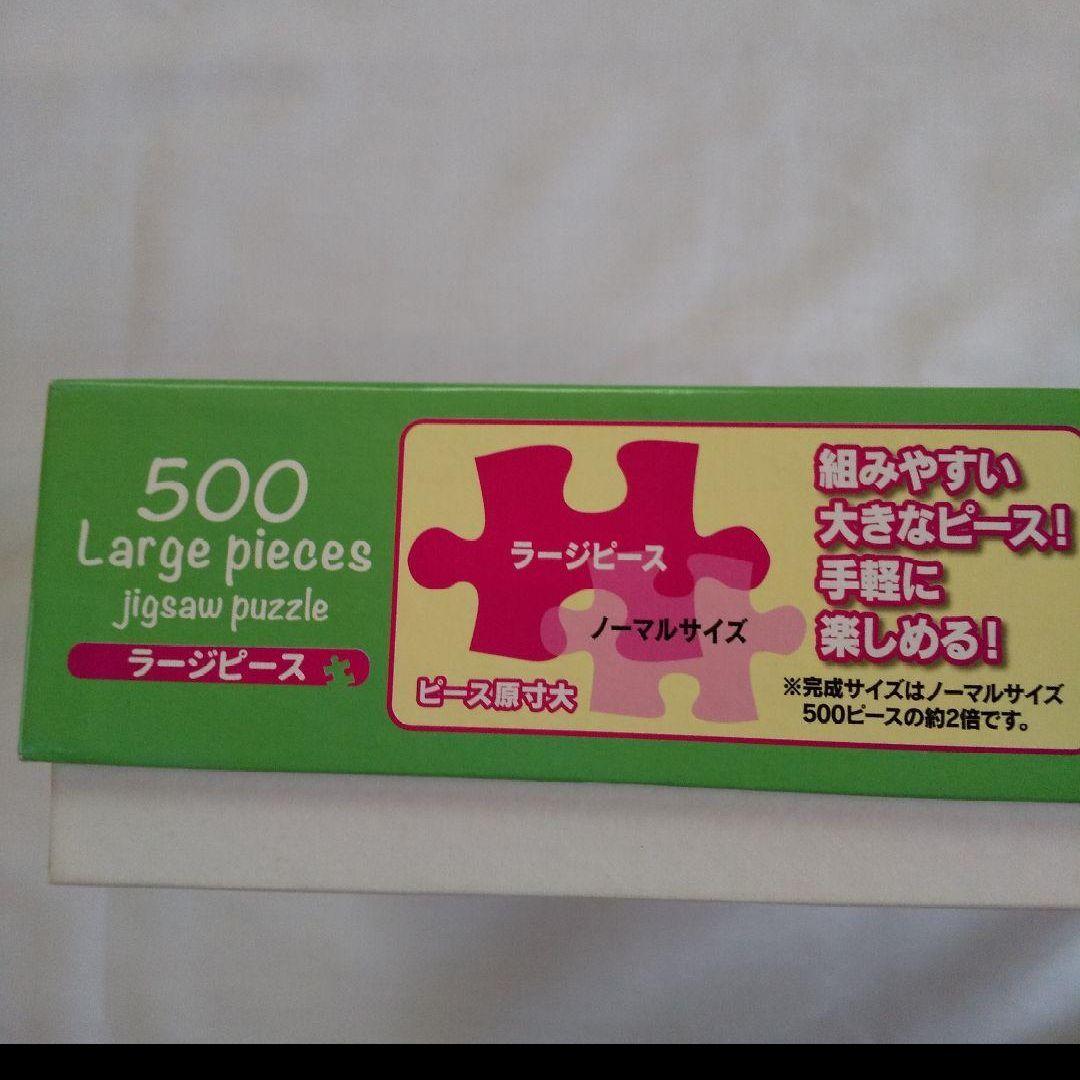 500
Large pieces
jigsaw puzzle
ラージピース
ラージピース
ノーマルサイズ
ピース原寸大
組みやすい
大きなピース!
手軽に
楽しめる!
※完成サイズはノーマルサイズ
500ピースの約2倍です。